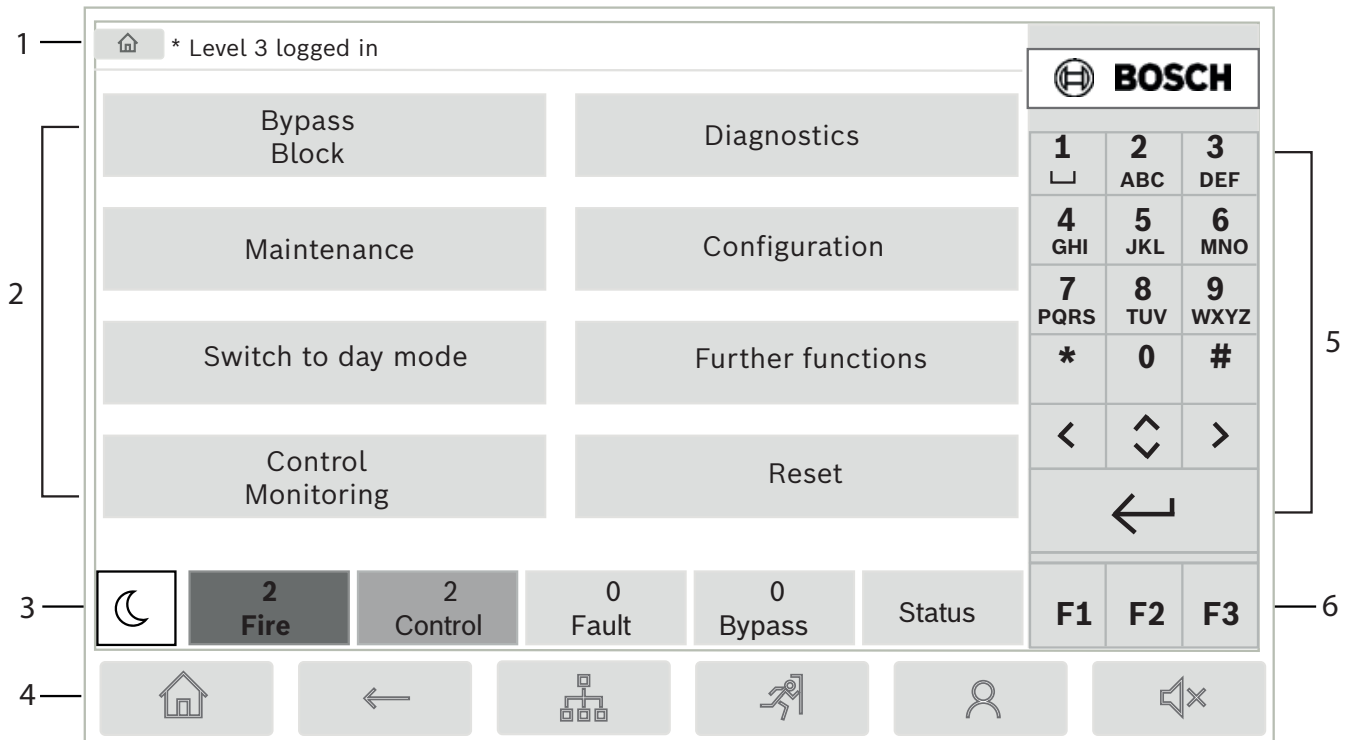 1
* Level 3 logged in
BOSCH
2
Bypass
Block
Diagnostics
Maintenance
Configuration
Switch to day mode
Further functions
Control
Monitoring
Reset
1 2 3
ABC DEF
4 5 6
GHI JKL MNO
7 8 9
PQRS TUV WXYZ
* 0 #
< >
5
3
2
Fire
2
Control
0
Fault
0
Bypass
Status
F1 F2 F3
6
4